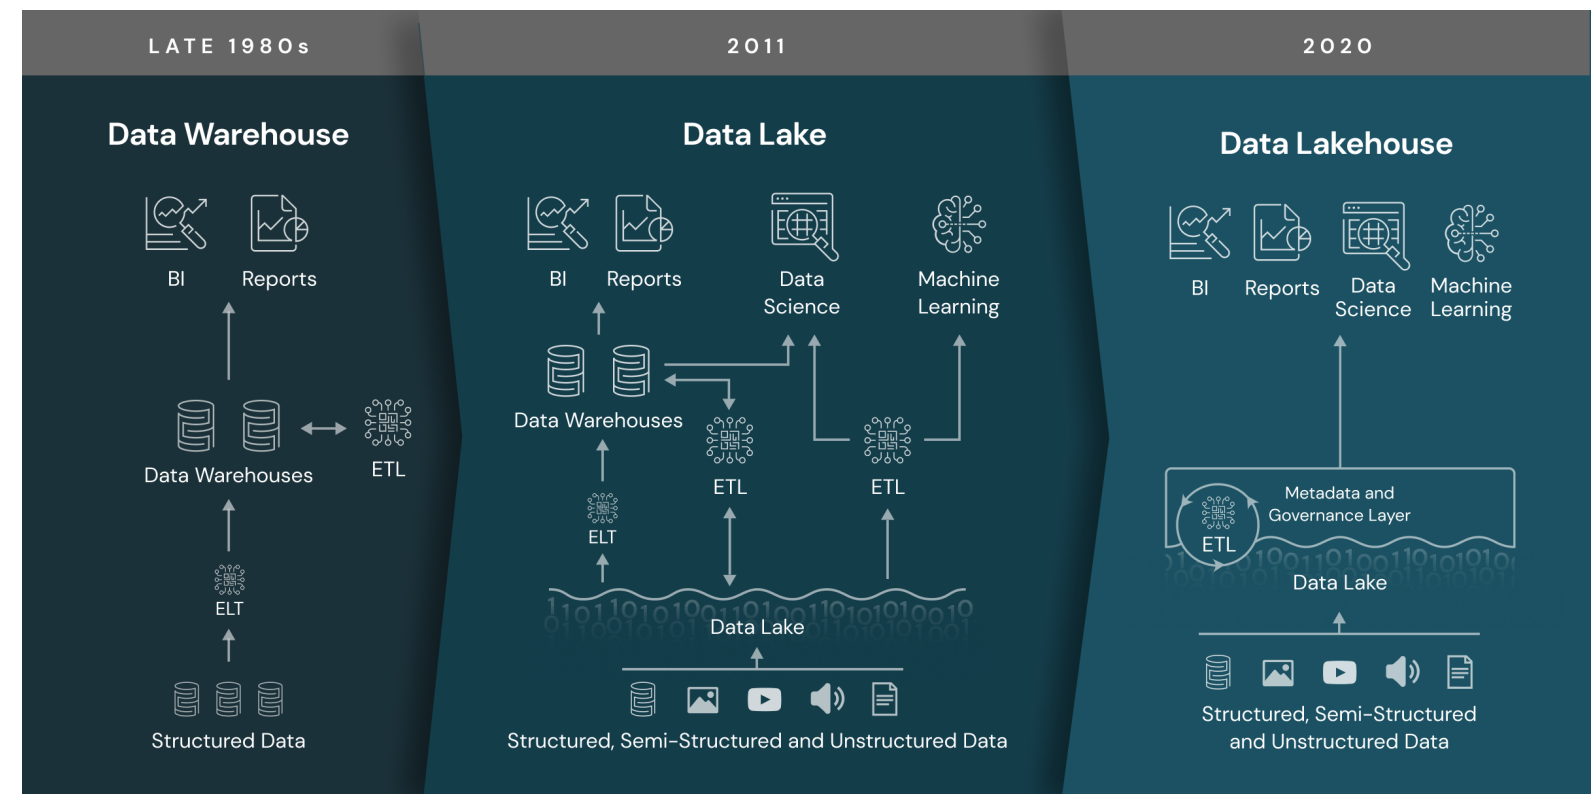 LATE 1980s
Data Warehouse
BI
Reports
Data Warehouses
ETL
ELT
Structured Data
2011
Data Lake
BI
Reports
Data
Science
Machine
Learning
Data Warehouses
ETL
ETL
ELT
Data Lake
Structured, Semi-Structured and Unstructured Data
2020
Data Lakehouse
BI
Reports
Data
Science
Machine
Learning
Metadata and
Governance Layer
ETL
Data Lake
Structured, Semi-Structured
and Unstructured Data